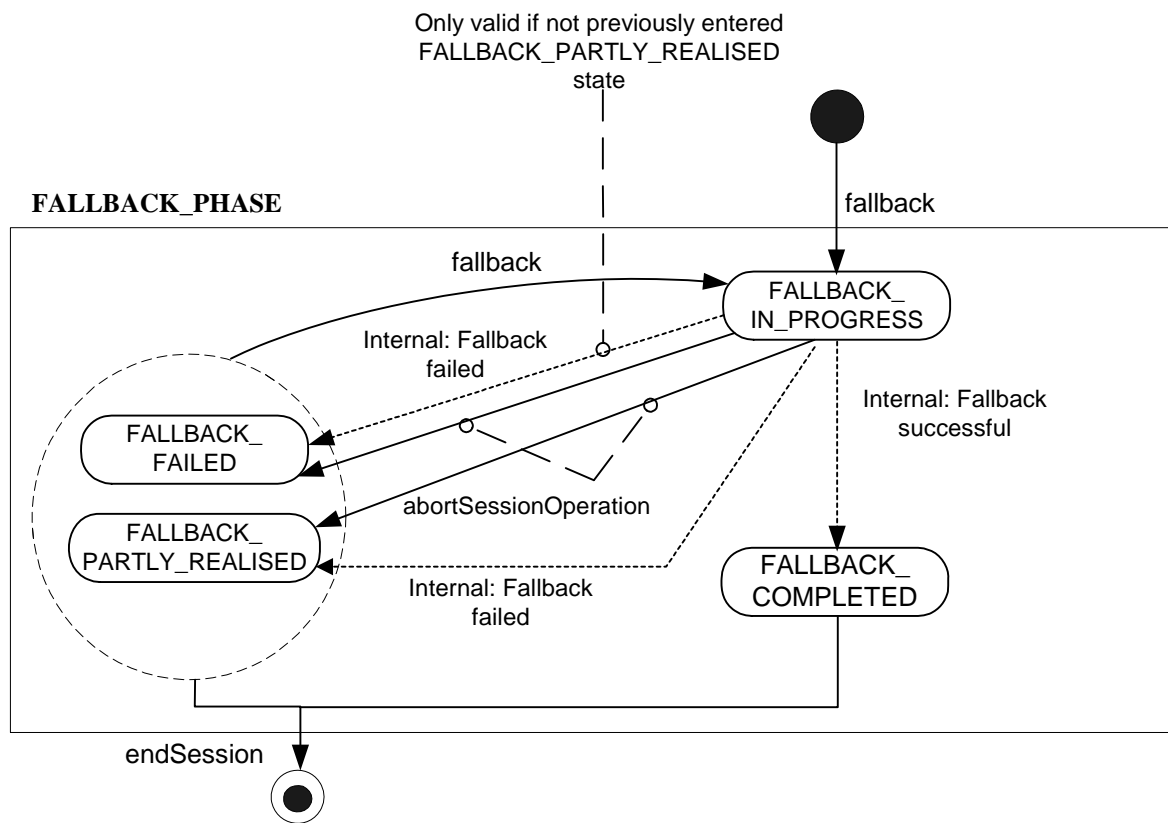 Only valid if not previously entered
FALLBACK_PARTLY_REALISED
state
FALLBACK_PHASE
fallback
fallback
FALLBACK_
IN_PROGRESS
Internal: Fallback
failed
Internal: Fallback
successful
FALLBACK_
FAILED
abortSessionOperation
FALLBACK_
PARTLY_REALISED
Internal: Fallback
failed
FALLBACK_
COMPLETED
endSession